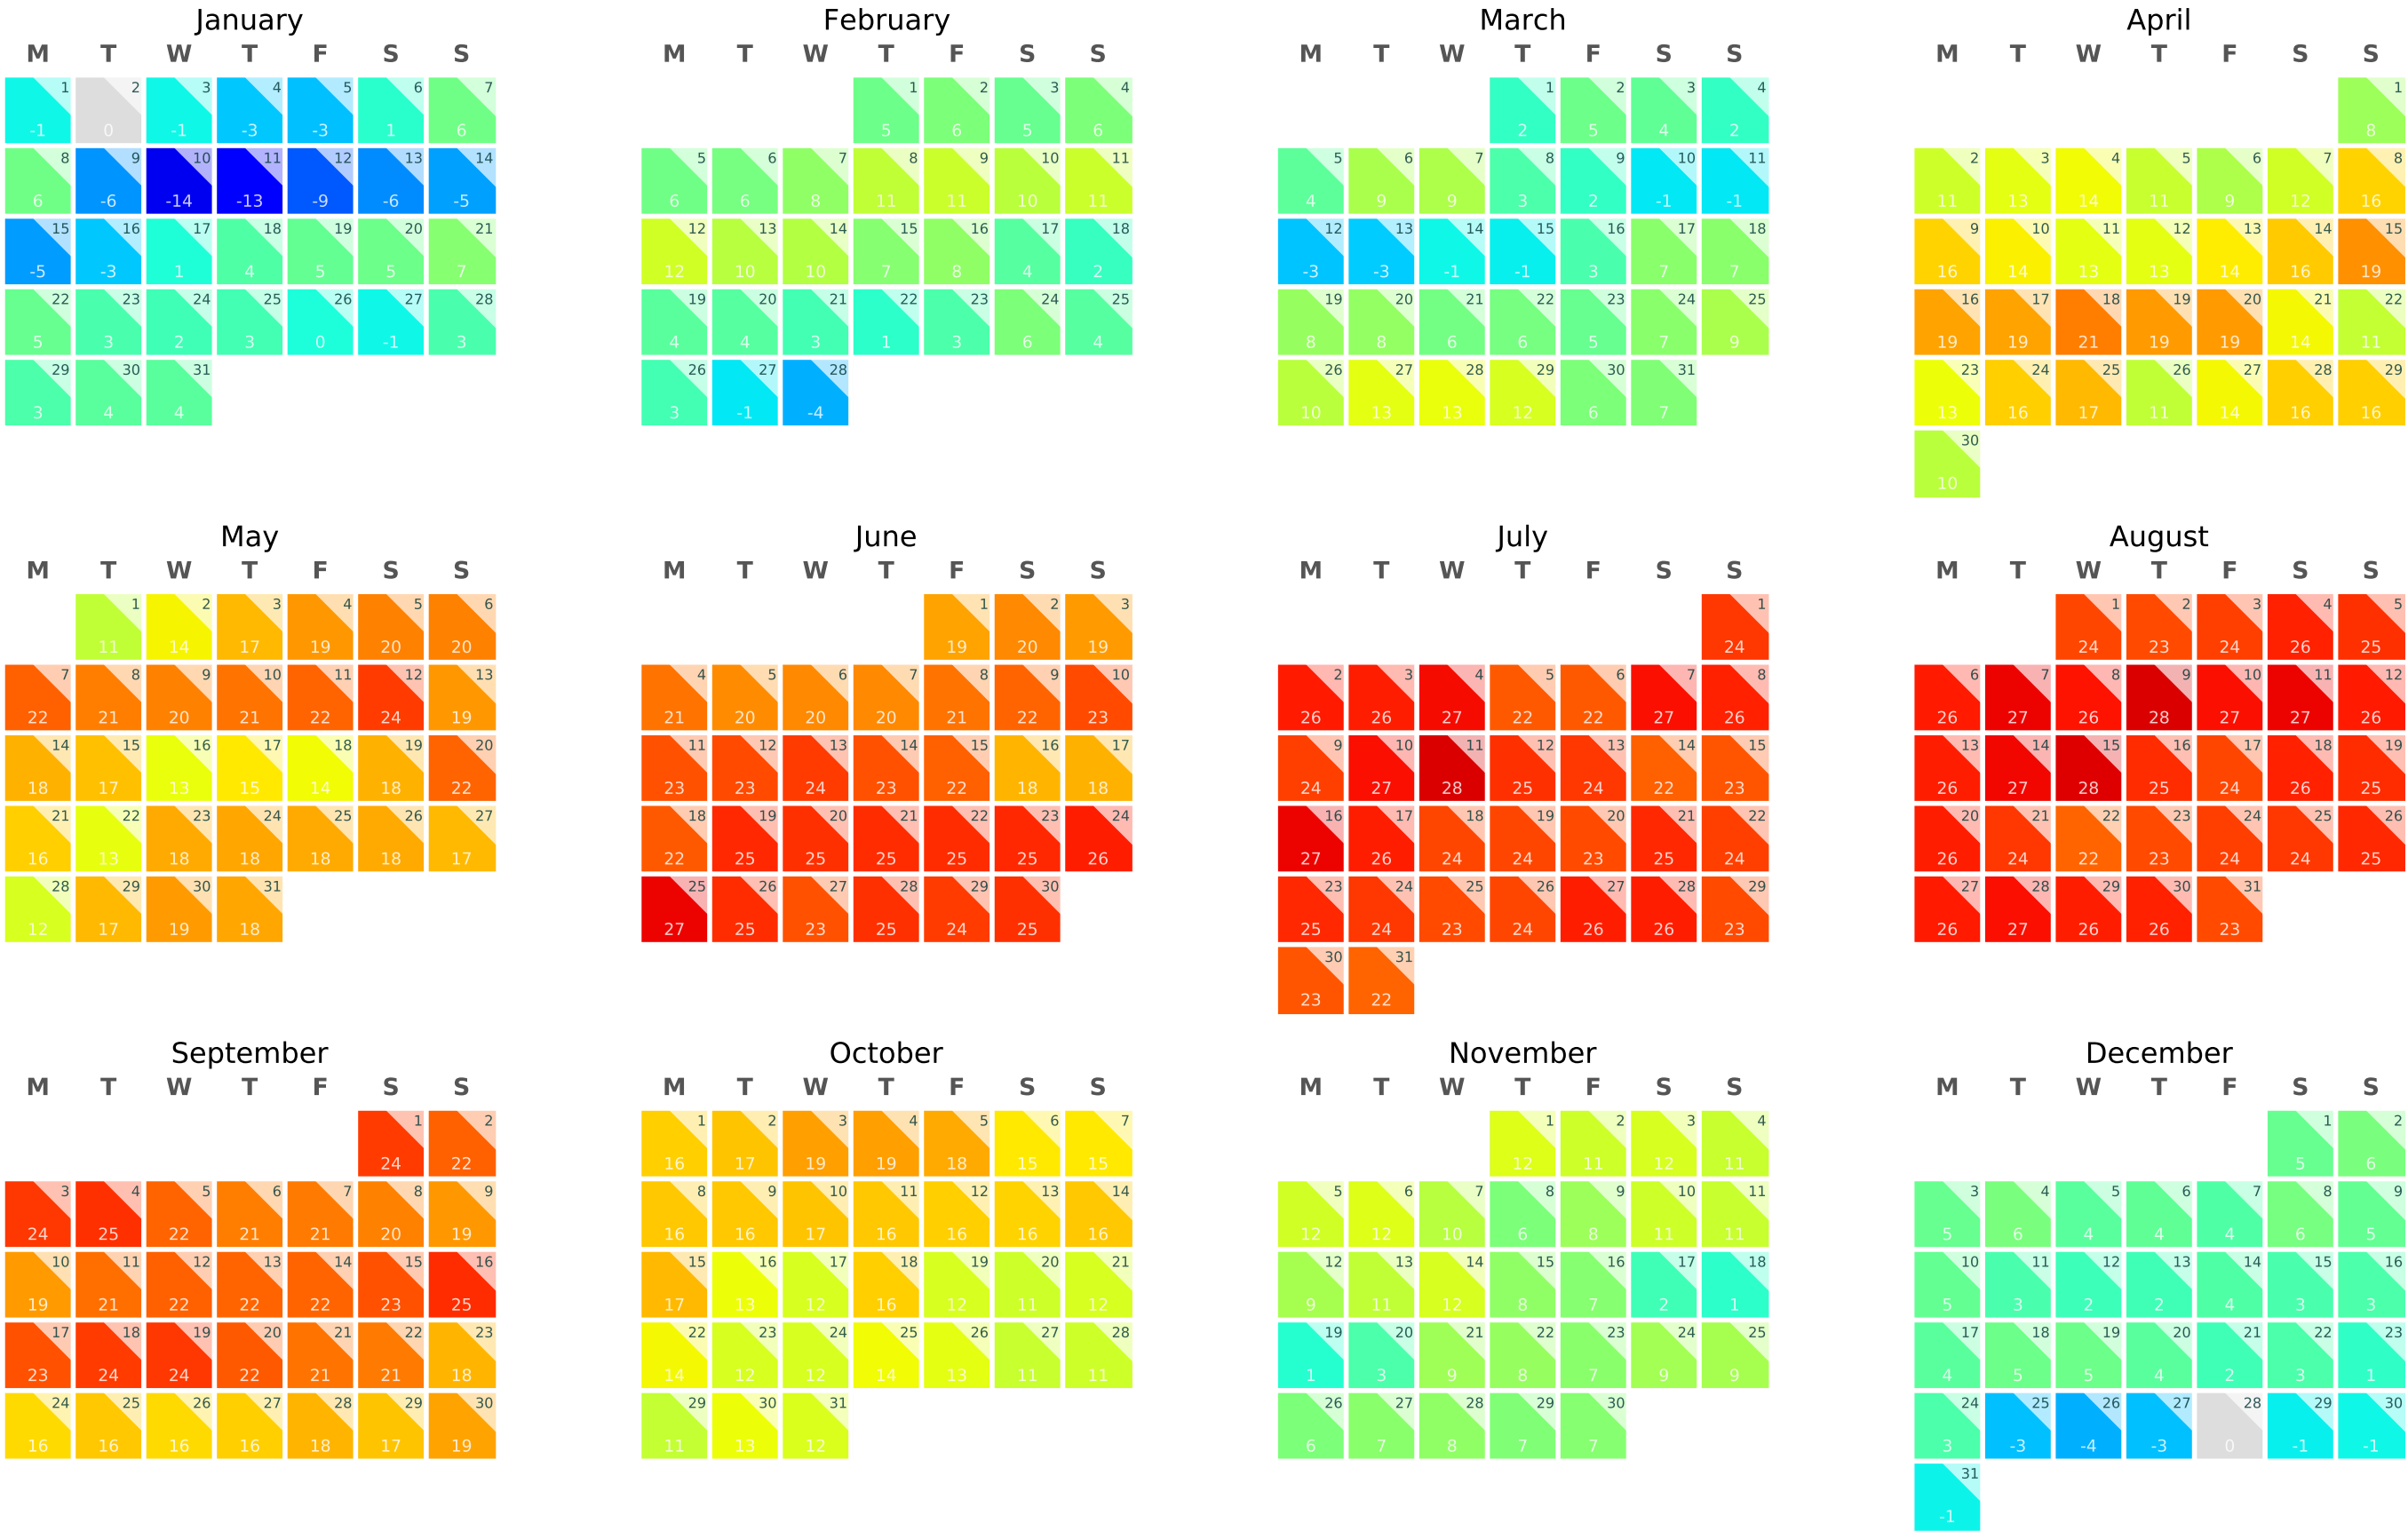 January February March April
M T W T F S S M T W T F S S M T W T F S S M T W T F S S
1 2 3 4 5 6 7 1 2 3 4 1 2 3 4 1
-1 0 -1 -3 -3 1 6 5 6 5 6 2 5 4 2 8
8 9 10 11 12 13 14 5 6 7 8 9 10 11 5 6 7 8 9 10 11 2 3 4 5 6 7 8
6 -6 -14 -13 -9 -6 -5 6 6 8 11 11 10 11 4 9 9 3 2 -1 -1 11 13 14 11 9 12 16
15 16 17 18 19 20 21 12 13 14 15 16 17 18 12 13 14 15 16 17 18 9 10 11 12 13 14 15
-5 -3 1 4 5 5 7 12 10 10 7 8 4 2 -3 -3 -1 -1 3 7 7 16 14 13 13 14 16 19
22 23 24 25 26 27 28 19 20 21 22 23 24 25 19 20 21 22 23 24 25 16 17 18 19 20 21 22
5 3 2 3 0 -1 3 4 4 3 1 3 6 4 8 8 6 6 5 7 9 19 19 21 19 19 14 11
29 30 31 26 27 28 26 27 28 29 30 31 23 24 25 26 27 28 29
3 4 4 3 -1 -4 10 13 13 12 6 7 13 16 17 11 14 16 16
30
10
May June July August
M T W T F S S M T W T F S S M T W T F S S M T W T F S S
1 2 3 4 5 6 1 2 3 1 1 2 3 4 5
11 14 17 19 20 20 19 20 19 24 24 23 24 26 25
7 8 9 10 11 12 13 4 5 6 7 8 9 10 2 3 4 5 6 7 8 6 7 8 9 10 11 12
22 21 20 21 22 24 19 21 20 20 20 21 22 23 26 26 27 22 22 27 26 26 27 26 28 27 27 26
14 15 16 17 18 19 20 11 12 13 14 15 16 17 9 10 11 12 13 14 15 13 14 15 16 17 18 19
18 17 13 15 14 18 22 23 23 24 23 22 18 18 24 27 28 25 24 22 23 26 27 28 25 24 26 25
21 22 23 24 25 26 27 18 19 20 21 22 23 24 16 17 18 19 20 21 22 20 21 22 23 24 25 26
16 13 18 18 18 18 17 22 25 25 25 25 25 26 27 26 24 24 23 25 24 26 24 22 23 24 24 25
28 29 30 31 25 26 27 28 29 30 23 24 25 26 27 28 29 27 28 29 30 31
12 17 19 18 27 25 23 25 24 25 25 24 23 24 26 26 23 26 27 26 26 23
30 31
23 22
September October November December
M T W T F S S M T W T F S S M T W T F S S M T W T F S S
1 2 1 2 3 4 5 6 7 1 2 3 4 1 2
24 22 16 17 19 19 18 15 15 12 11 12 11 5 6
3 4 5 6 7 8 9 8 9 10 11 12 13 14 5 6 7 8 9 10 11 3 4 5 6 7 8 9
24 25 22 21 21 20 19 16 16 17 16 16 16 16 12 12 10 6 8 11 11 5 6 4 4 4 6 5
10 11 12 13 14 15 16 15 16 17 18 19 20 21 12 13 14 15 16 17 18 10 11 12 13 14 15 16
19 21 22 22 22 23 25 17 13 12 16 12 11 12 9 11 12 8 7 2 1 5 3 2 2 4 3 3
17 18 19 20 21 22 23 22 23 24 25 26 27 28 19 20 21 22 23 24 25 17 18 19 20 21 22 23
23 24 24 22 21 21 18 14 12 12 14 13 11 11 1 3 9 8 7 9 9 4 5 5 4 2 3 1
24 25 26 27 28 29 30 29 30 31 26 27 28 29 30 24 25 26 27 28 29 30
16 16 16 16 18 17 19 11 13 12 6 7 8 7 7 3 -3 -4 -3 0 -1 -1
31
-1